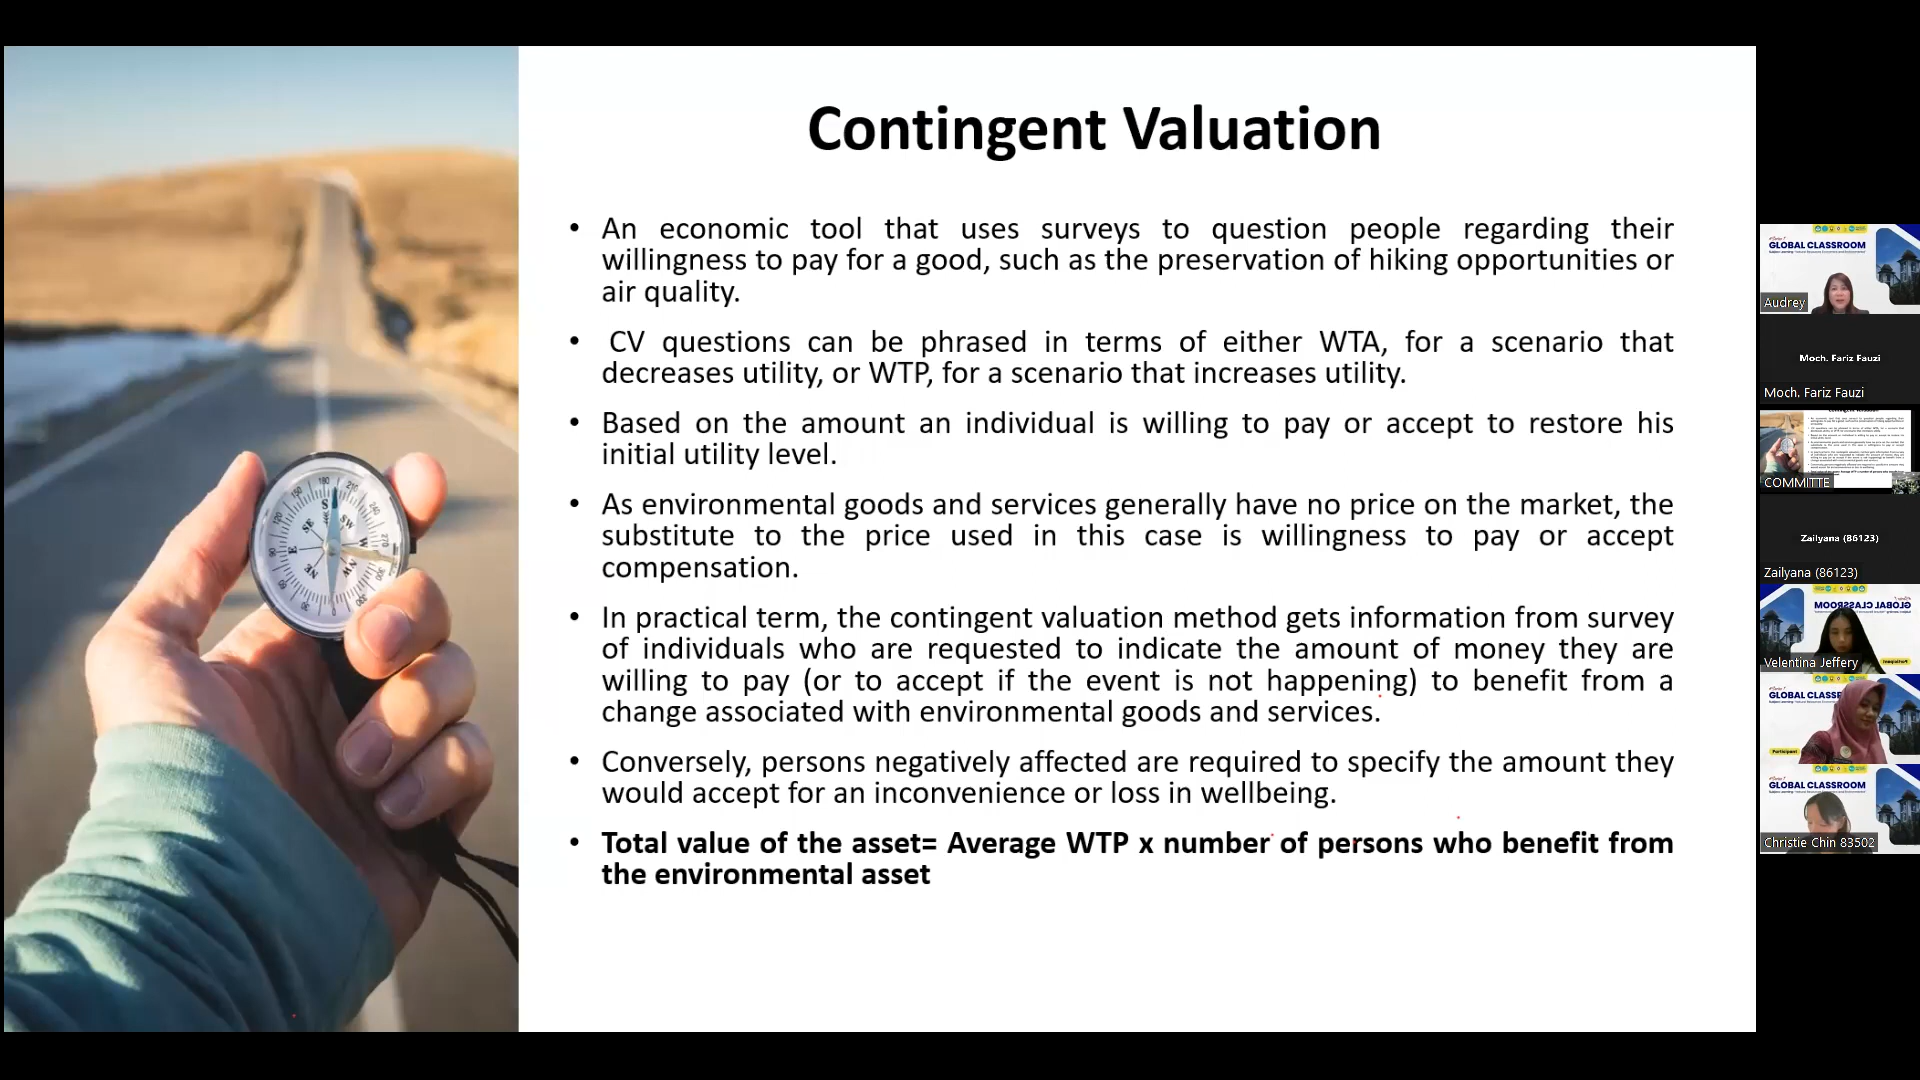 Contingent Valuation
• An economic tool that uses surveys to question people regarding their
willingness to pay for a good, such as the preservation of hiking opportunities or
air quality.
• CV questions can be phrased in terms of either WTA, for a scenario that
decreases utility, or WTP, for a scenario that increases utility.
• Based on the amount an individual is willing to pay or accept to restore his
initial utility level.
• As environmental goods and services generally have no price on the market, the
substitute to the price used in this case is willingness to pay or accept
compensation.
• In practical term, the contingent valuation method gets information from survey
of individuals who are requested to indicate the amount of money they are
willing to pay (or to accept if the event is not happening) to benefit from a
change associated with environmental goods and services.
• Conversely, persons negatively affected are required to specify the amount they
would accept for an inconvenience or loss in wellbeing.
• Total value of the asset= Average WTP x number of persons who benefit from
the environmental asset
S
SW
W
NW
NE
E
SE
GLOBAL CLASSROOM
Audrey
Moch. Fariz Fauzi
Moch. Fariz Fauzi
COMMITTE
Zailyana (86123)
Zailyana (86123)
GLOBAL CLASSROOM
Velentina Jeffery
Participant
GLOBAL CLASSR
Participant
GLOBAL CLASSROOM
Christie Chin 83502